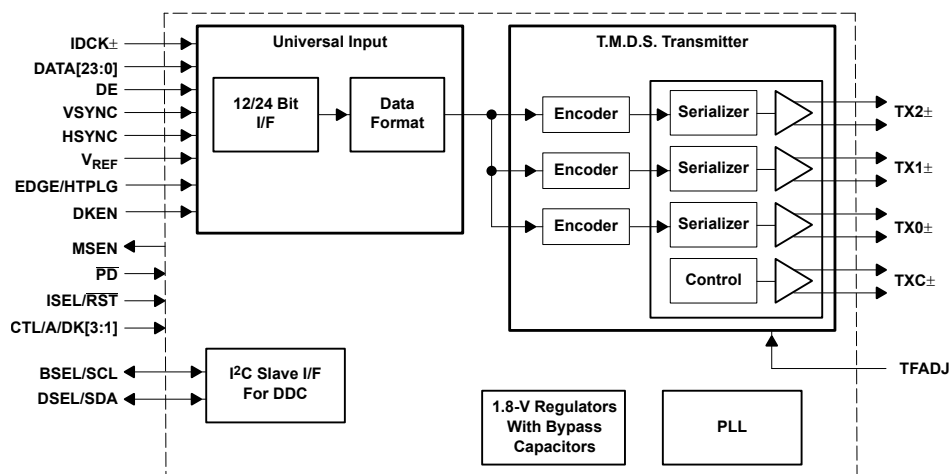 Universal Input
T.M.D.S. Transmitter
IDCK±
DATA[23:0]
DE
VSYNC
HSYNC
VREF
EDGE/HTPLG
DKEN
MSEN
PD
ISEL/RST
CTL/A/DK[3:1]
BSEL/SCL
DSEL/SDA
12/24 Bit
I/F
Data
Format
Encoder
Serializer
TX2±
Encoder
Serializer
TX1±
Encoder
Serializer
TX0±
Control
TXC±
TFADJ
I2C Slave I/F
For DDC
1.8-V Regulators
With Bypass
Capacitors
PLL